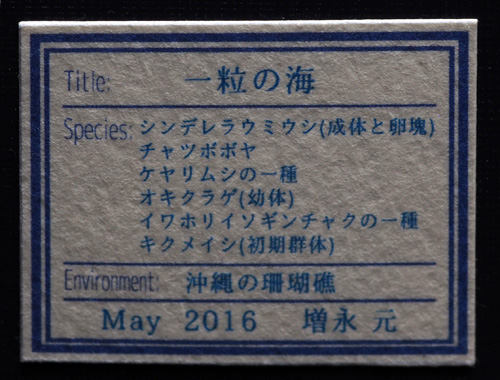 Title: 一粒の海
Species: シンデレラウミウシ(成体と卵塊)
チャツボボヤ
ケヤリムシの一種
オキクラゲ(幼体)
イワホリイソギンチャクの一種
キクメイシ(初期群体)
Environment: 沖縄の珊瑚礁
May 2016 増永 元